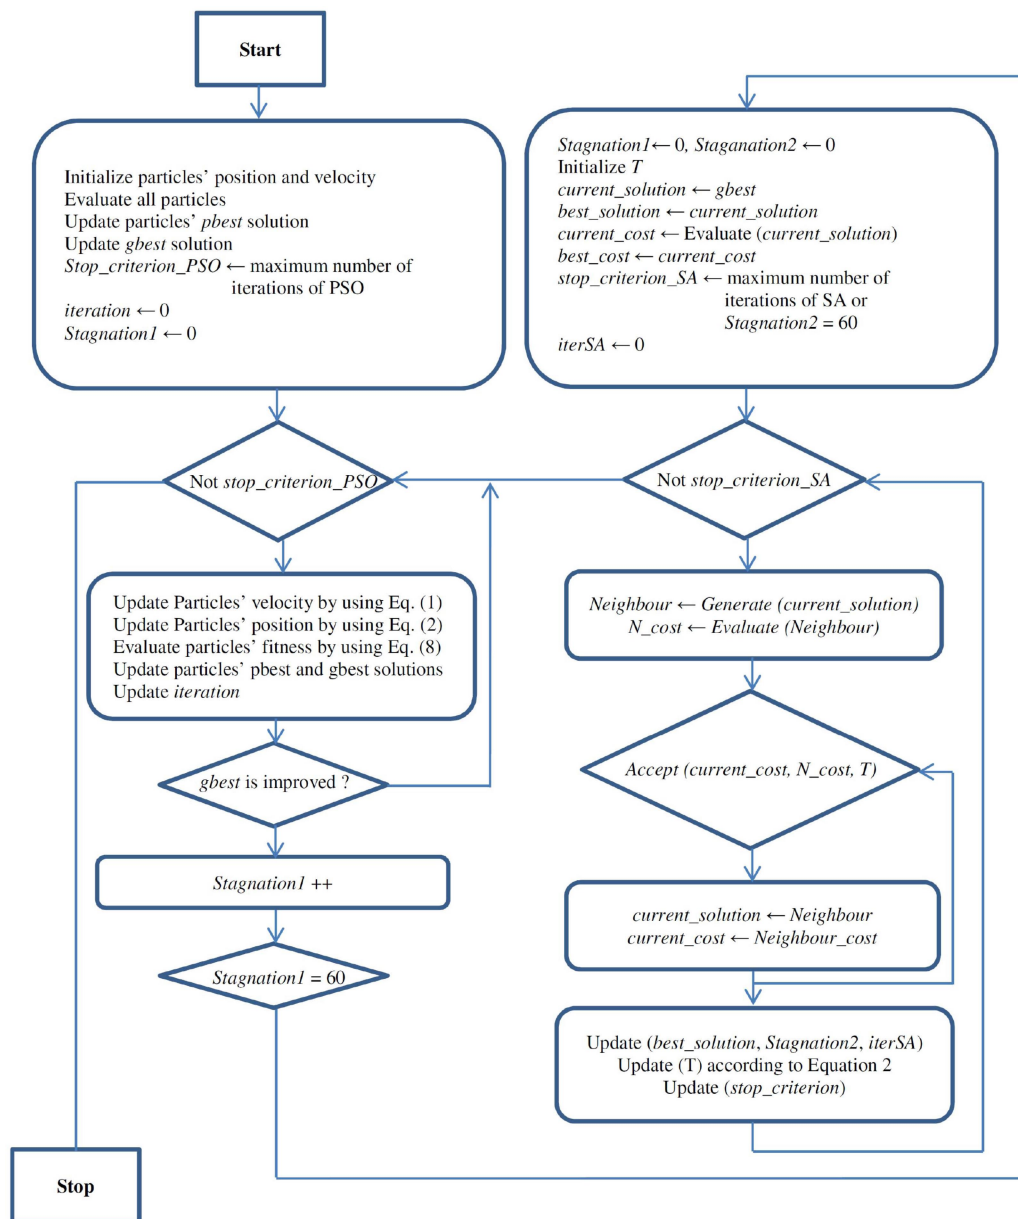 Start
Initialize particles’ position and velocity
Evaluate all particles
Update particles’ pbest solution
Update gbest solution
Stop_criterion_PSO ← maximum number of
iterations of PSO
iteration ← 0
Stagnation1 ← 0
Not stop_criterion_PSO
Update Particles’ velocity by using Eq. (1)
Update Particles’ position by using Eq. (2)
Evaluate particles’ fitness by using Eq. (8)
Update particles’ pbest and gbest solutions
Update iteration
gbest is improved ?
Stagnation1 ++
Stagnation1 = 60
Stop
Stagnation1← 0, Staganation2 ← 0
Initialize T
current_solution ← gbest
best_solution ← current_solution
current_cost ← Evaluate (current_solution)
best_cost ← current_cost
stop_criterion_SA ← maximum number of
iterations of SA or
Stagnation2 = 60
iterSA ← 0
Not stop_criterion_SA
Neighbour ← Generate (current_solution)
N_cost ← Evaluate (Neighbour)
Accept (current_cost, N_cost, T)
current_solution ← Neighbour
current_cost ← Neighbour_cost
Update (best_solution, Stagnation2, iterSA)
Update (T) according to Equation 2
Update (stop_criterion)